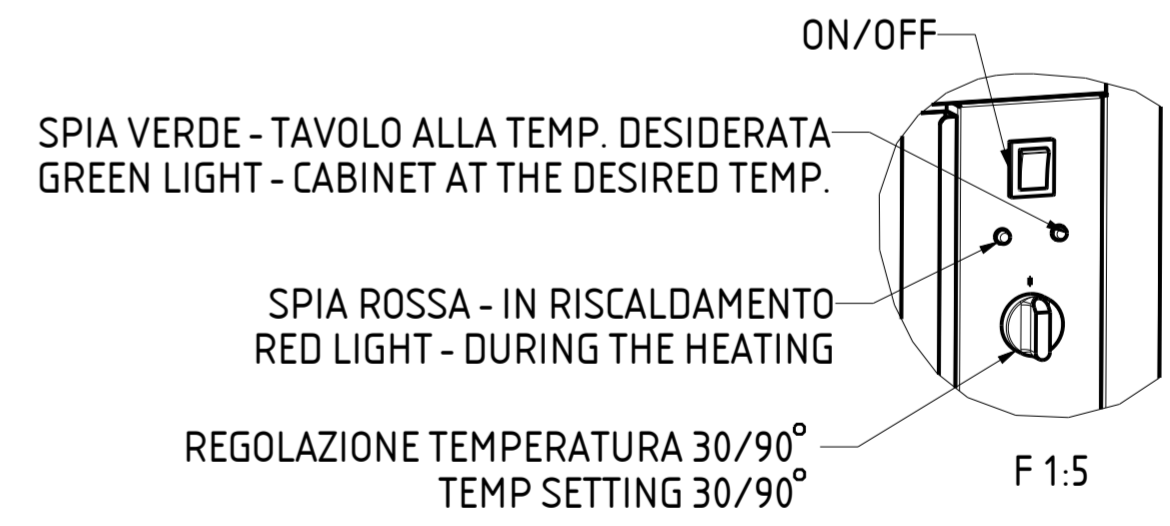 ON/OFF
SPIA VERDE - TAVOLO ALLA TEMP. DESIDERATA
GREEN LIGHT - CABINET AT THE DESIRED TEMP.
SPIA ROSSA - IN RISCALDAMENTO
RED LIGHT - DURING THE HEATING
REGOLAZIONE TEMPERATURA 30/90°
TEMP SETTING 30/90°
F 1:5